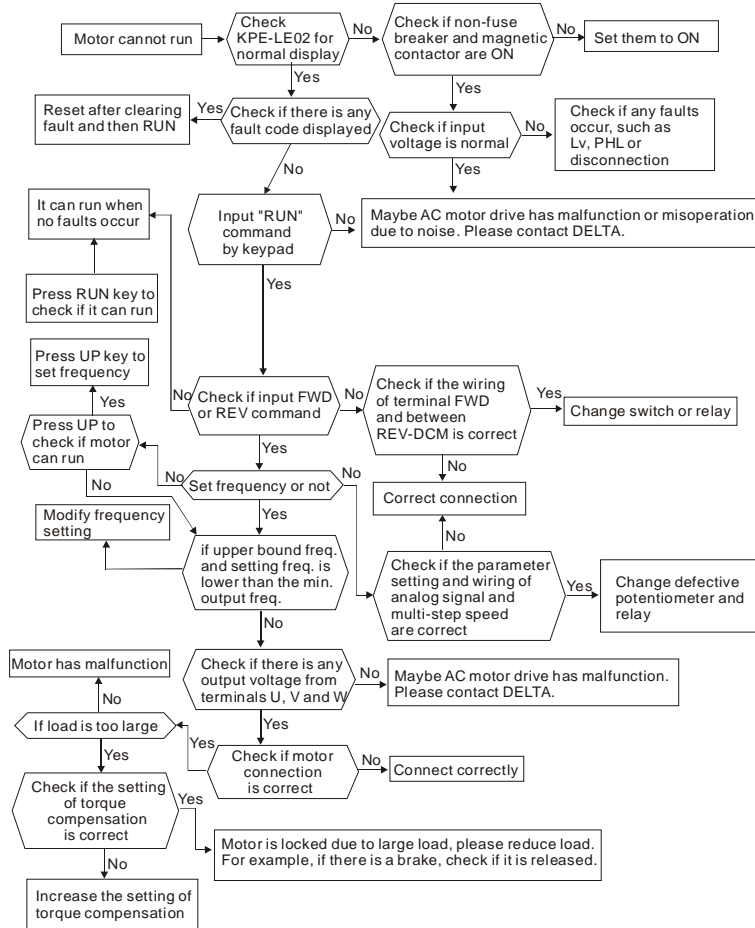 Motor cannot run
Check
KPE-LE02 for
normal display
No
Check if non-fuse
breaker and magnetic
contactor are ON
No
Set them to ON
Yes
Yes
Reset after clearing
fault and then RUN
Yes
Check if there is any
fault code displayed
Check if input
voltage is normal
No
Check if any faults
occur, such as
Lv, PHL or
disconnection
No
Yes
It can run when
no faults occur
Input "RUN"
command
by keypad
No
Maybe AC motor drive has malfunction or misoperation
due to noise. Please contact DELTA.
Press RUN key to
check if it can run
Yes
Press UP key to
set frequency
Yes
No
Check if input FWD
or REV command
No
Check if the wiring
of terminal FWD
and between
REV-DCM is correct
Yes
Change switch or relay
Press UP to
check if motor
can run
Yes
No
No
No
Set frequency or not
No
Correct connection
Modify frequency
setting
Yes
No
if upper bound freq.
and setting freq. is
lower than the min.
output freq.
Check if the parameter
setting and wiring of
analog signal and
multi-step speed
are correct
Yes
Change defective
potentiometer and
relay
No
Motor has malfunction
Check if there is any
output voltage from
terminals U, V and W
No
Maybe AC motor drive has malfunction.
Please contact DELTA.
No
If load is too large
Yes
Yes
Yes
Check if motor
connection
is correct
No
Connect correctly
Check if the setting
of torque
compensation
is correct
Yes
Motor is locked due to large load, please reduce load.
For example, if there is a brake, check if it is released.
No
Increase the setting of
torque compensation